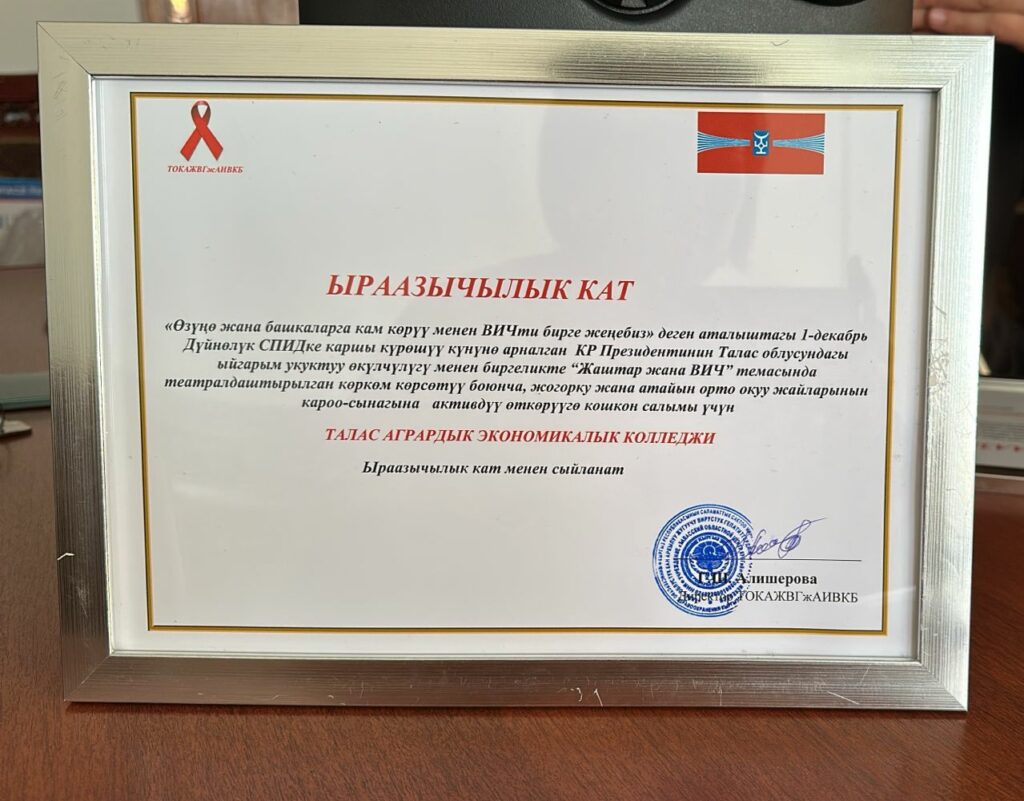 ТОКАЖВГжАИВКБ
ЫРААЗЫЧЫЛЫК КАТ
«Өзүңө жана башкаларга кам көрүү менен ВИЧти бирге жеңебиз» деген аталыштагы 1-декабрь
Дүйнөлүк СПИДке каршы күрөшүү күнүнө арналган КР Президентинин Талас облусундагы
ыйгарым укуктуу өкүлчүлүгү менен биргеликте “Жаштар жана ВИЧ” темасында
театралдаштырылган көркөм көрсөтүү боюнча, жогорку жана атайын орто окуу жайларынын
кароо-сынагына активдүү өткөрүүгө кошкон салымы үчүн
ТАЛАС АГРАРДЫК ЭКОНОМИКАЛЫК КОЛЛЕДЖИ
Ыраазычылык кат менен сыйланат
Алишерова
Директор ТОКАЖВГжАИВКБ